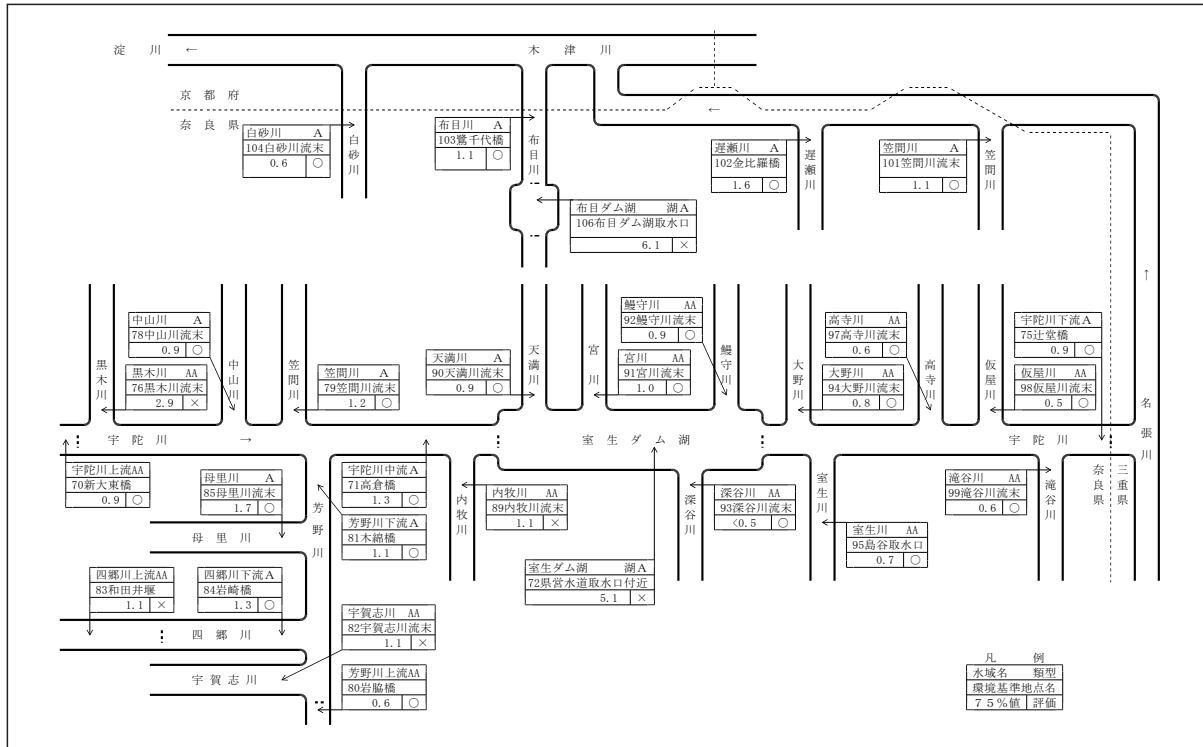 淀川 ←
木津川
京都府
奈良県
←
白砂川 A
104白砂川流末
0.6 ○
白砂川
布目川 A
103鷺千代橋
1.1 ○
布目川
遅瀬川 A
102金比羅橋
1.6 ○
遅瀬川
笠間川 A
101笠間川流末
1.1 ○
笠間川
布目ダム湖 湖A
106布目ダム湖取水口
6.1 ×
←
名張川
黒木川
中山川 A
78中山川流末
0.9 ○
黒木川 AA
76黒木川流末
2.9 ×
中山川
笠間川
笠間川 A
79笠間川流末
1.2 ○
天満川 A
90天満川流末
0.9 ○
天満川
宮川
鰻守川 AA
92鰻守川流末
0.9 ○
宮川 AA
91宮川流末
1.0 ○
鰻守川
大野川
高寺川 AA
97高寺川流末
0.6 ○
大野川 AA
94大野川流末
0.8 ○
高寺川
仮屋川
宇陀川下流A
75辻堂橋
0.9 ○
仮屋川 AA
98仮屋川流末
0.5 ○
宇陀川 →
室生ダム湖
宇陀川
奈良県
三重県
宇陀川上流AA
70新大東橋
0.9 ○
母里川 A
85母里川流末
1.7 ○
芳野川
宇陀川中流A
71高倉橋
1.3 ○
芳野川下流A
81木綿橋
1.1 ○
内牧川
内牧川 AA
89内牧川流末
1.1 ×
深谷川
深谷川 AA
93深谷川流末
<0.5 ○
室生川
室生川 AA
95島谷取水口
0.7 ○
滝谷川 AA
99滝谷川流末
0.6 ○
滝谷川
母里川
室生ダム湖 湖A
72県営水道取水口付近
5.1 ×
四郷川上流AA
83和田井堰
1.1 ×
四郷川下流A
84岩崎橋
1.3 ○
四郷川
宇賀志川 AA
82宇賀志川流末
1.1 ×
宇賀志川
芳野川上流AA
80岩脇橋
0.6 ○
凡例
水域名 類型
環境基準地点名
75%値 評価